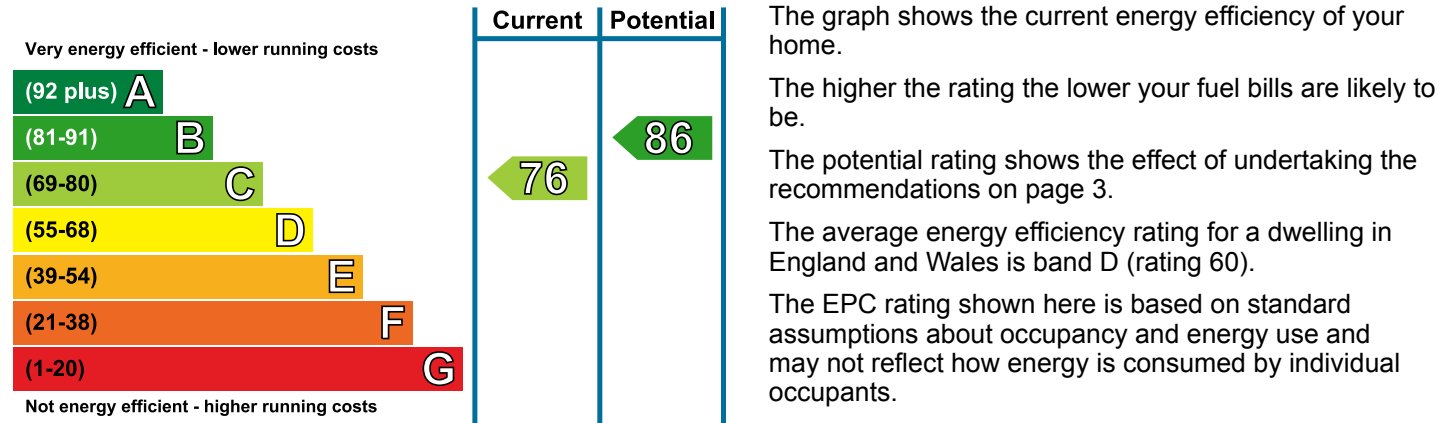 Current Potential
Very energy efficient - lower running costs
(92 plus) A
(81-91) B
86
(69-80) C
76
(55-68) D
(39-54) E
(21-38) F
(1-20) G
Not energy efficient - higher running costs
The graph shows the current energy efficiency of your
home.
The higher the rating the lower your fuel bills are likely to
be.
The potential rating shows the effect of undertaking the
recommendations on page 3.
The average energy efficiency rating for a dwelling in
England and Wales is band D (rating 60).
The EPC rating shown here is based on standard
assumptions about occupancy and energy use and
may not reflect how energy is consumed by individual
occupants.